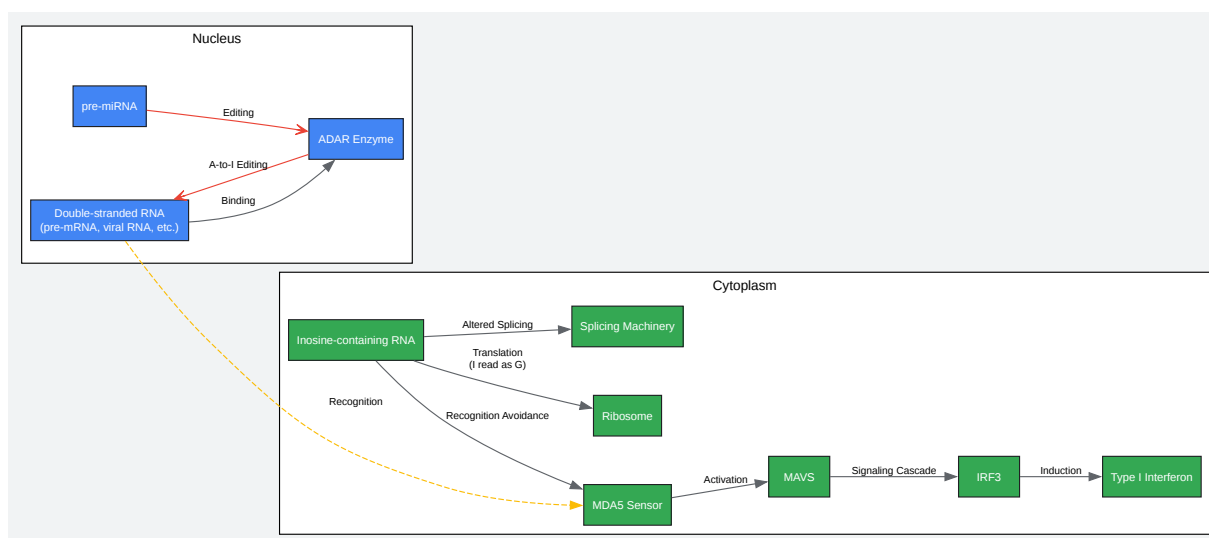 Nucleus
pre-miRNA
Editing
ADAR Enzyme
A-to-I Editing
Binding
Double-stranded RNA
(pre-mRNA, viral RNA, etc.)
Cytoplasm
Inosine-containing RNA
Altered Splicing
Splicing Machinery
Translation
(I read as G)
Recognition
Recognition Avoidance
Ribosome
MDA5 Sensor
Activation
MAVS
Signaling Cascade
IRF3
Induction
Type I Interferon